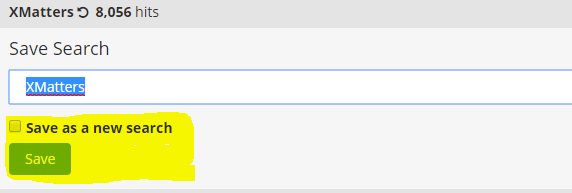 XMatters 8,056 hits
Save Search
XMatters
Save as a new search
Save